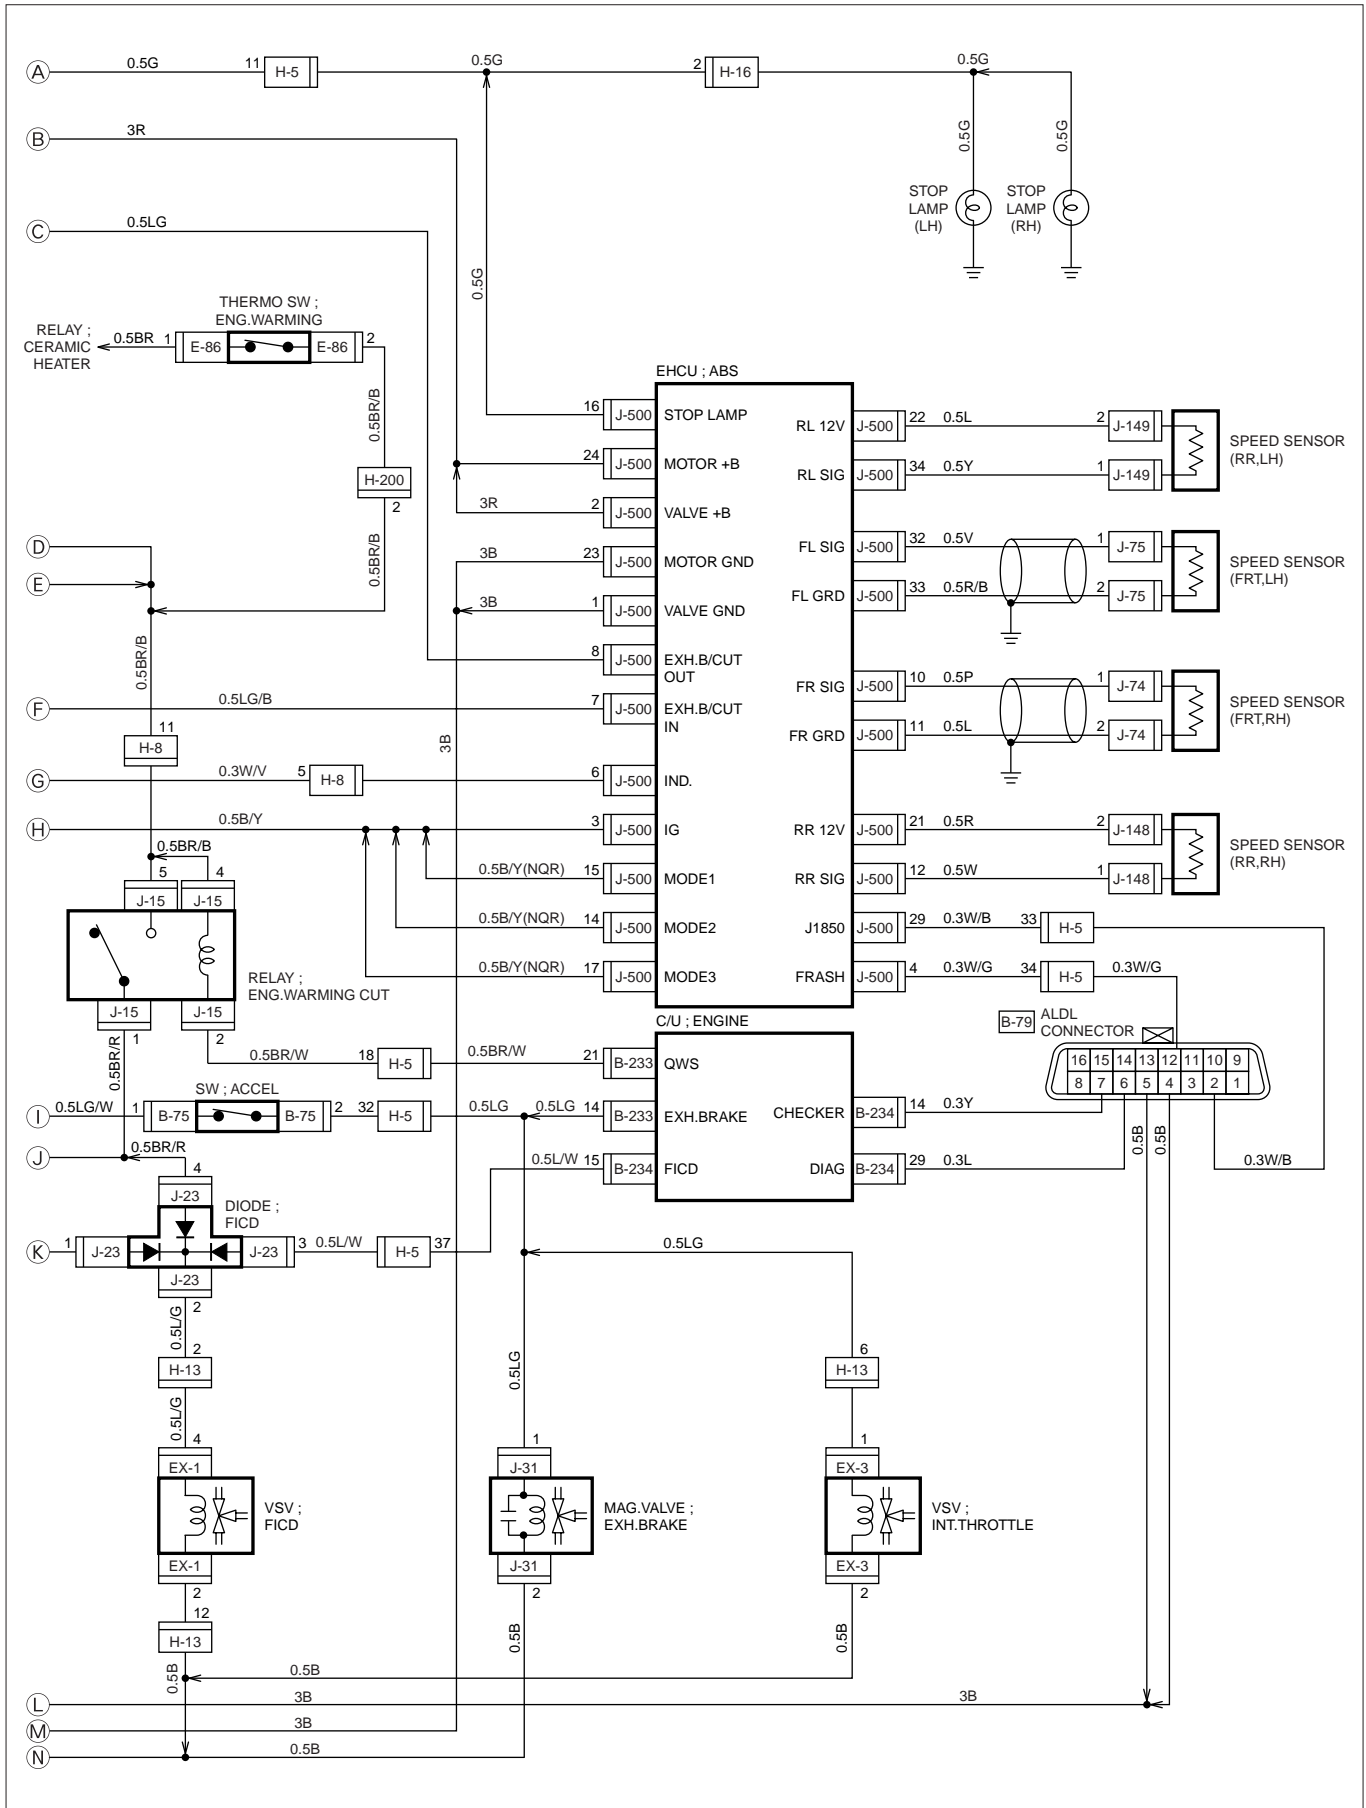 A 0.5G 11 H-5 0.5G 2 H-16 0.5G
B 3R
0.5G 0.5G
STOP LAMP (LH)
STOP LAMP (RH)
C 0.5LG
0.5G
THERMO SW ;
ENG.WARMING
RELAY ;
CERAMIC
HEATER
0.5BR 1 E-86 E-86 2
0.5BR/B
H-200
2
0.5BR/B
EHCU ; ABS
16 J-500 STOP LAMP
24 J-500 MOTOR +B
3R 2 J-500 VALVE +B
3B 23 J-500 MOTOR GND
3B 1 J-500 VALVE GND
8 J-500 EXH.B/CUT
OUT
7 J-500 EXH.B/CUT
IN
6 J-500 IND.
3 J-500 IG
0.5B/Y(NQR) 15 J-500 MODE1
0.5B/Y(NQR) 14 J-500 MODE2
0.5B/Y(NQR) 17 J-500 MODE3
RL 12V J-500 22 0.5L 2 J-149
RL SIG J-500 34 0.5Y 1 J-149
SPEED SENSOR
(RR,LH)
FL SIG J-500 32 0.5V 1 J-75
FL GRD J-500 33 0.5R/B 2 J-75
SPEED SENSOR
(FRT,LH)
FR SIG J-500 10 0.5P 1 J-74
FR GRD J-500 11 0.5L 2 J-74
SPEED SENSOR
(FRT,RH)
RR 12V J-500 21 0.5R 2 J-148
RR SIG J-500 12 0.5W 1 J-148
SPEED SENSOR
(RR,RH)
J1850 J-500 29 0.3W/B 33 H-5
FRASH J-500 4 0.3W/G 34 H-5 0.3W/G
D
E
0.5BR/B
F 0.5LG/B
11
H-8
3B
G 0.3W/V 5 H-8
H 0.5B/Y
0.5BR/B
5 4
J-15 J-15
RELAY ;
ENG.WARMING CUT
J-15 J-15
1 2
0.5BR/R
0.5BR/W 18 H-5 0.5BR/W
C/U ; ENGINE
21 B-233 QWS
0.5LG 14 B-233 EXH.BRAKE
0.5L/W 15 B-234 FICD
CHECKER B-234 14 0.3Y
DIAG B-234 29 0.3L
B-79 ALDL
CONNECTOR
16 15 14 13 12 11 10 9
8 7 6 5 4 3 2 1
0.5B 0.5B
0.3W/B
SW ; ACCEL
I 0.5LG/W 1 B-75 B-75 2 32 H-5 0.5LG
J 0.5BR/R
4
J-23
DIODE ;
FICD
K 1 J-23 J-23 3 0.5L/W H-5 37
J-23
2
0.5LG
0.5L/G
2
H-13
0.5L/G
4
EX-1
VSV ;
FICD
EX-1
2
12
H-13
0.5B
0.5LG
1
J-31
MAG.VALVE ;
EXH.BRAKE
J-31
2
0.5B
6
H-13
1
EX-3
VSV ;
INT.THROTTLE
EX-3
2
0.5B
0.5B
L 3B 3B
M 3B
N 0.5B